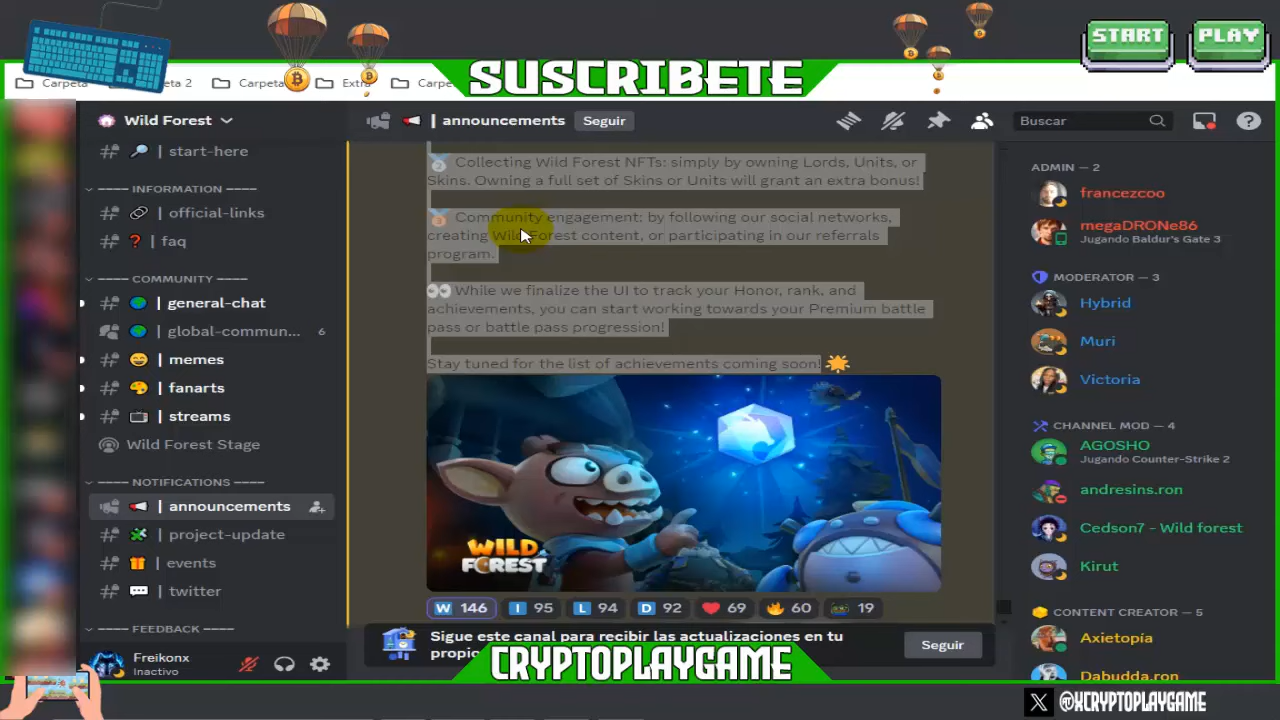 START
PLAY
SUSCRIBETE
Carpeta
Carpeta
Extra
Wild Forest
announcements
Seguir
Buscar
start-here
---- INFORMATION ----
official-links
faq
---- COMMUNITY ----
general-chat
global-commun... 6
memes
fanarts
streams
Wild Forest Stage
---- NOTIFICATIONS ----
announcements
project-update
events
twitter
---- FEEDBACK ----
Freikonx
Inactivo
Collecting Wild Forest NFTs: simply by owning Lords, Units, or
Skins. Owning a full set of Skins or Units will grant an extra bonus!
Community engagement: by following our social networks,
creating Wild Forest content, or participating in our referrals
program.
👀 While we finalize the UI to track your Honor, rank, and
achievements, you can start working towards your Premium battle
pass or battle pass progression!
Stay tuned for the list of achievements coming soon! 🌟
WILD
FOREST
W 146 I 95 L 94 D 92 ❤️ 69 🔥 60 19
Sigue este canal para recibir las actualizaciones en tu
propio
Seguir
CRYPTOPLAYGAME
ADMIN — 2
francezcoo
megaDRONe86
Jugando Baldur's Gate 3
MODERATOR — 3
Hybrid
Muri
Victoria
CHANNEL MOD — 4
AGOSHO
Jugando Counter-Strike 2
andresins.ron
Cedson7 - Wild forest
Kirut
CONTENT CREATOR — 5
Axietopía
Dabudda.ron
@XCRYPTOPLAYGAME